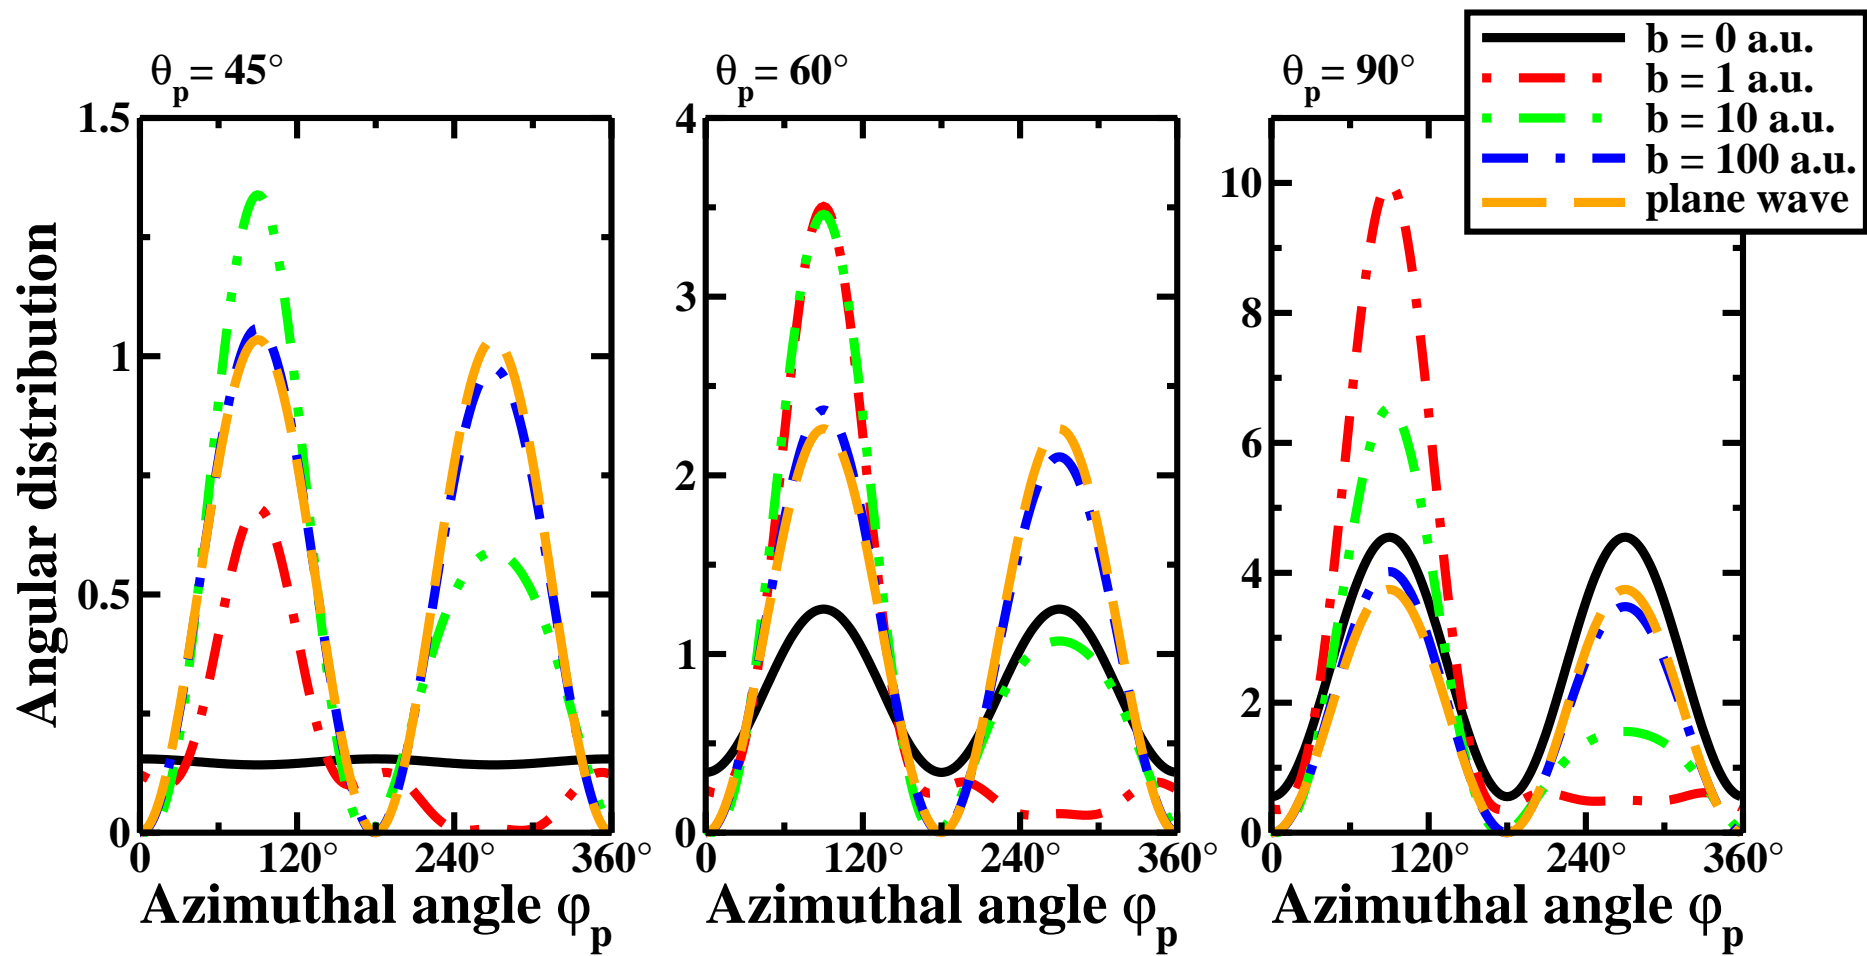 θp = 45°
θp = 60°
θp = 90°
b = 0 a.u.
b = 1 a.u.
b = 10 a.u.
b = 100 a.u.
plane wave
Angular distribution
1.5
1
0.5
0
4
3
2
1
0
10
8
6
4
2
0
0 120° 240° 360°
0 120° 240° 360°
0 120° 240° 360°
Azimuthal angle φp
Azimuthal angle φp
Azimuthal angle φp